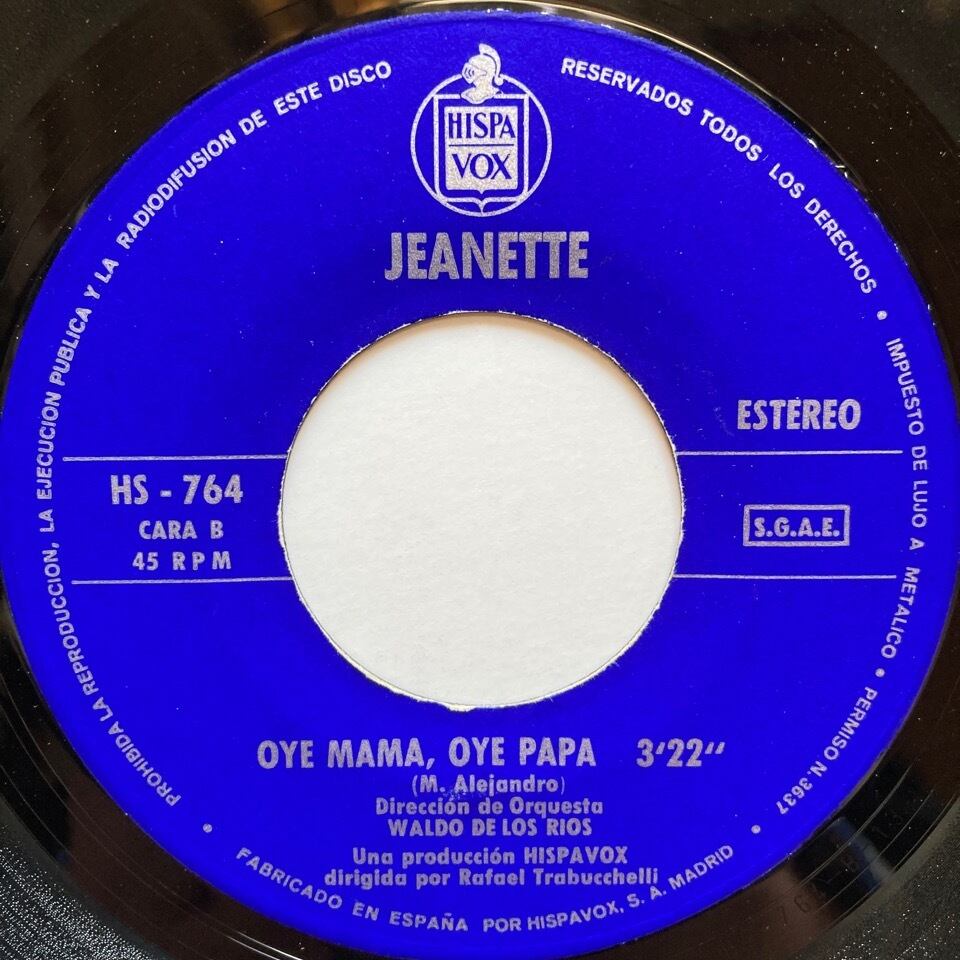 PROHIBIDA LA REPRODUCCION, LA EJECUCION PUBLICA Y LA RADIODIFUSION DE ESTE DISCO
RESERVADOS TODOS LOS DERECHOS • IMPUESTO DE LUJO A METALICO • PERMISO N. 3637
HISPA
VOX
JEANETTE
ESTEREO
HS - 764
CARA B
45 RPM
S.G.A.E.
OYE MAMA, OYE PAPA 3'22"
(M. Alejandro)
Dirección de Orquesta
WALDO DE LOS RIOS
Una producción HISPAVOX
dirigida por Rafael Trabucchelli
• FABRICADO EN ESPAÑA POR HISPAVOX, S. A. MADRID •